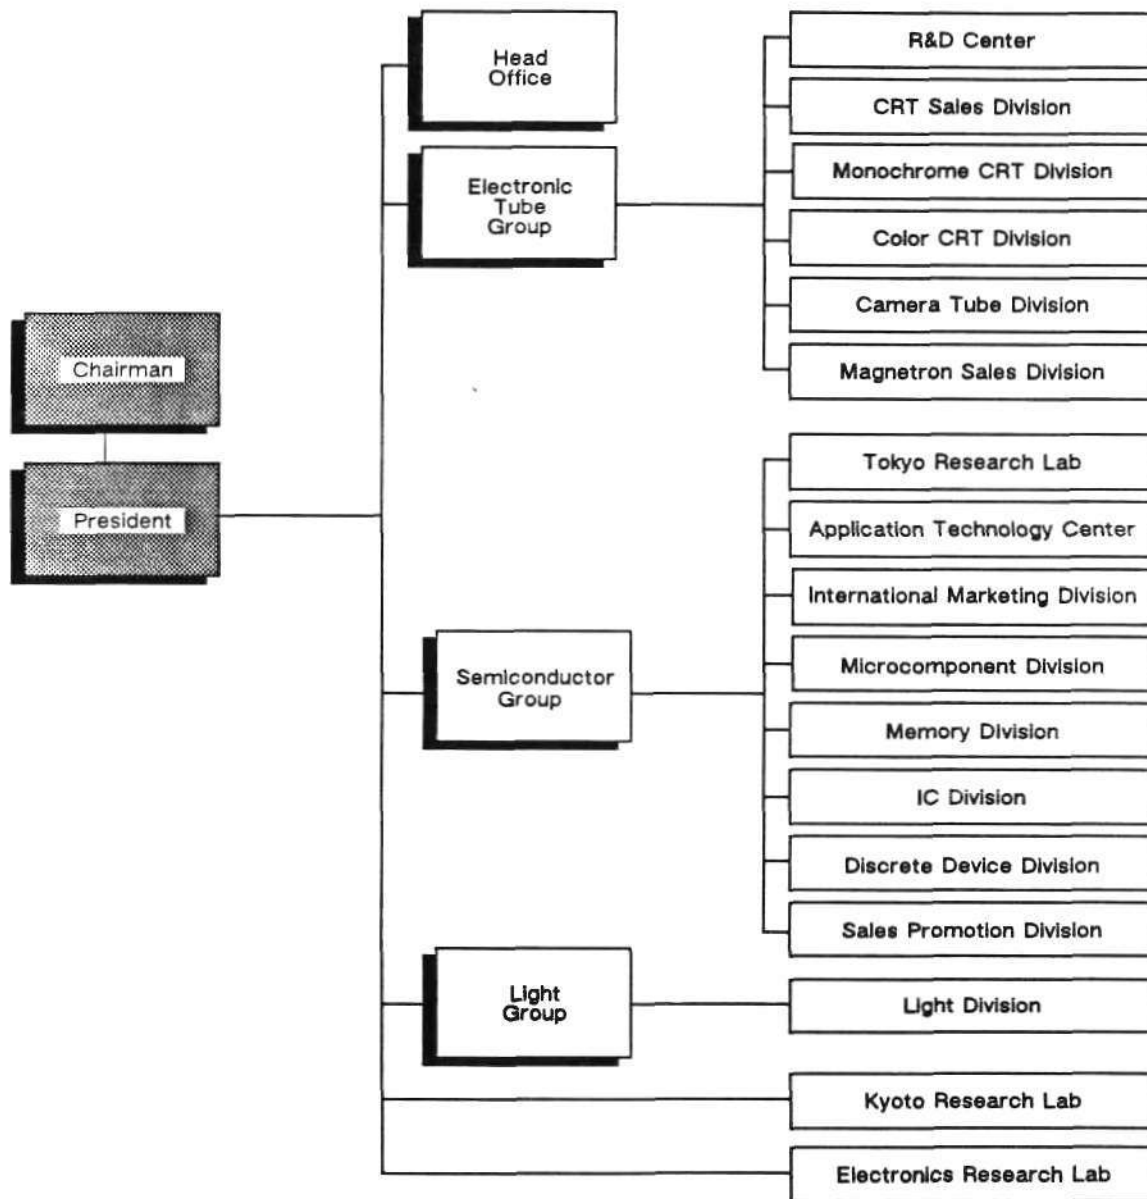 Chairman
President
Head
Office
Electronic
Tube
Group
R&D Center
CRT Sales Division
Monochrome CRT Division
Color CRT Division
Camera Tube Division
Magnetron Sales Division
Semiconductor
Group
Tokyo Research Lab
Application Technology Center
International Marketing Division
Microcomponent Division
Memory Division
IC Division
Discrete Device Division
Sales Promotion Division
Light
Group
Light Division
Kyoto Research Lab
Electronics Research Lab